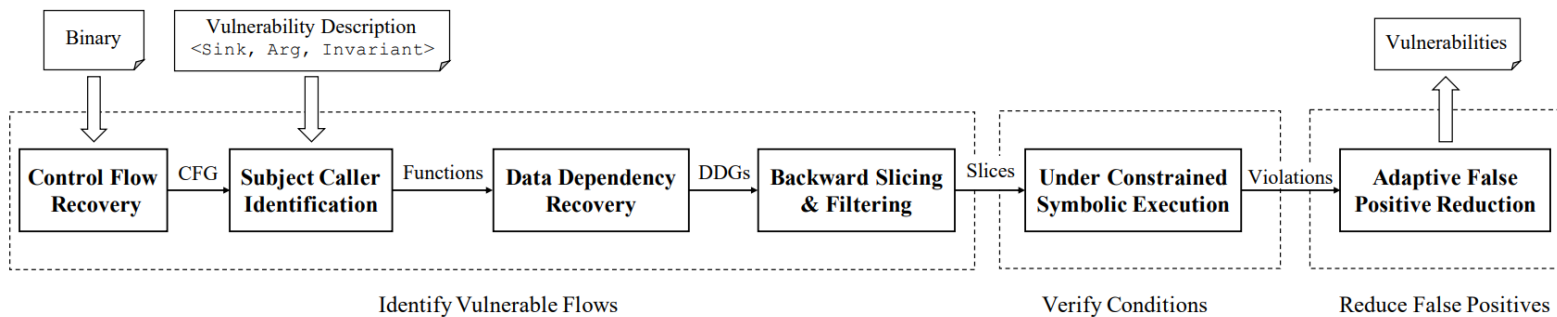 Binary
Vulnerability Description
<Sink, Arg, Invariant>
Vulnerabilities
Control Flow
Recovery
CFG
Subject Caller
Identification
Functions
Data Dependency
Recovery
DDGs
Backward Slicing
& Filtering
Slices
Under Constrained
Symbolic Execution
Violations
Adaptive False
Positive Reduction
Identify Vulnerable Flows
Verify Conditions
Reduce False Positives